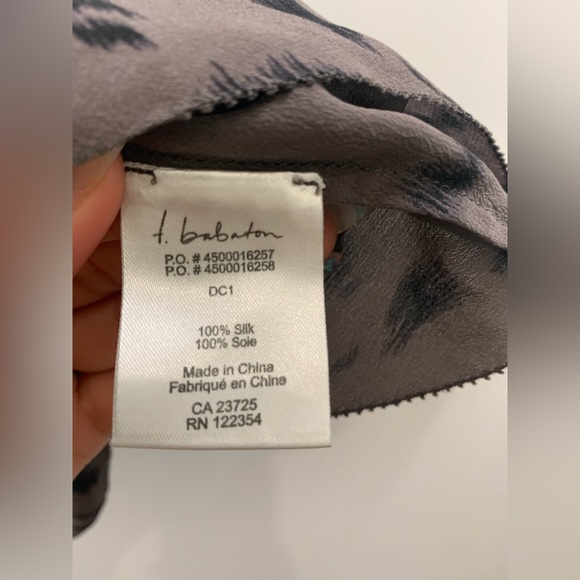 t. babaton
P.O. # 4500016257
P.O. # 4500016258
DC1
100% Silk
100% Soie
Made in China
Fabriqué en Chine
CA 23725
RN 122354